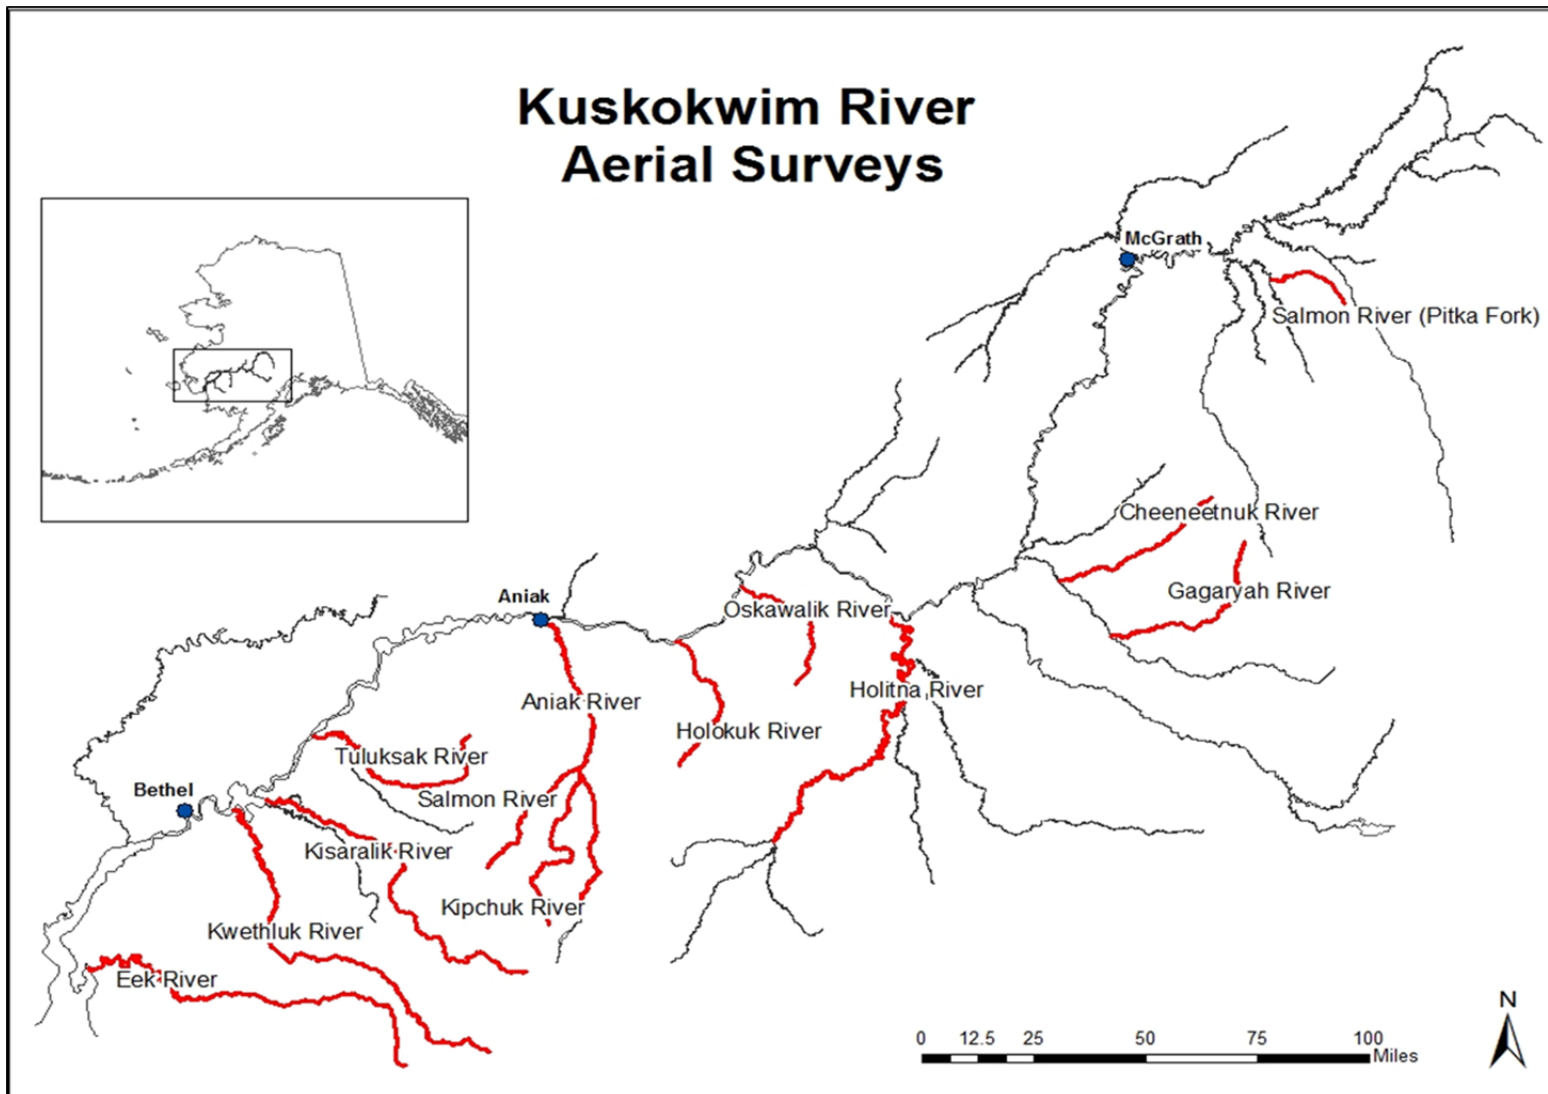 Kuskokwim River
Aerial Surveys
McGrath
Salmon River (Pitka Fork)
Cheeneetnuk River
Gagaryah River
Aniak
Oskawalik River
Holitna River
Aniak River
Holokuk River
Tuluksak River
Bethel
Salmon River
Kisaralik River
Kipchuk River
Kwethluk River
Eek River
N
0 12.5 25 50 75 100
Miles